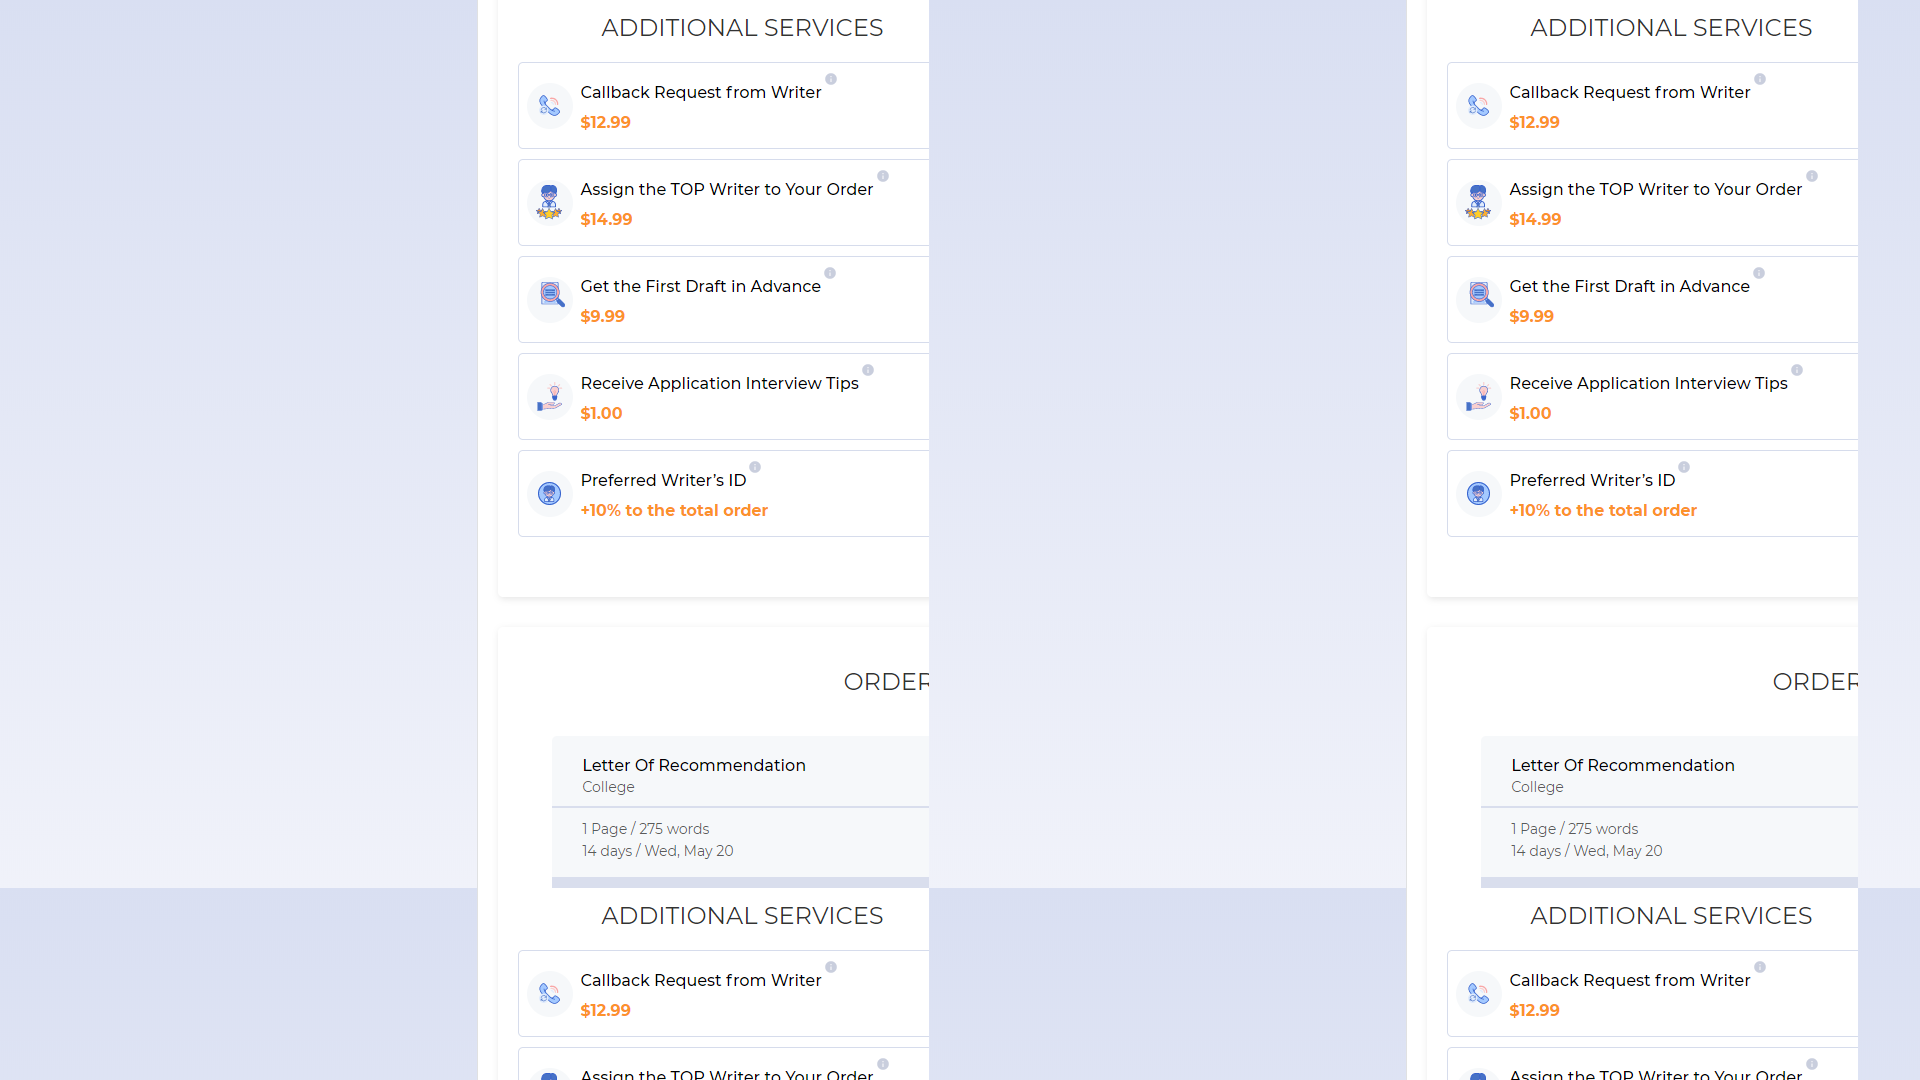 ADDITIONAL SERVICES
Callback Request from Writer
$12.99
Assign the TOP Writer to Your Order
$14.99
Get the First Draft in Advance
$9.99
Receive Application Interview Tips
$1.00
Preferred Writer’s ID
+10% to the total order
ORDER
Letter Of Recommendation
College
1 Page / 275 words
14 days / Wed, May 20
ADDITIONAL SERVICES
Callback Request from Writer
$12.99
Assign the TOP Writer to Your Order
ADDITIONAL SERVICES
Callback Request from Writer
$12.99
Assign the TOP Writer to Your Order
$14.99
Get the First Draft in Advance
$9.99
Receive Application Interview Tips
$1.00
Preferred Writer’s ID
+10% to the total order
ORDER
Letter Of Recommendation
College
1 Page / 275 words
14 days / Wed, May 20
ADDITIONAL SERVICES
Callback Request from Writer
$12.99
Assign the TOP Writer to Your Order